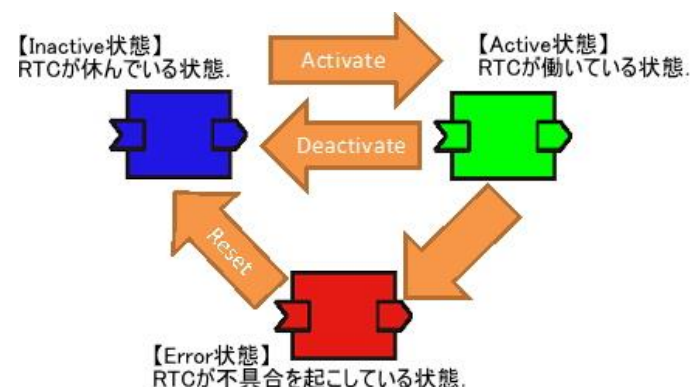 【Inactive状態】
RTCが休んでいる状態.
Activate
【Active状態】
RTCが働いている状態.
Deactivate
Reset
【Error状態】
RTCが不具合を起こしている状態.